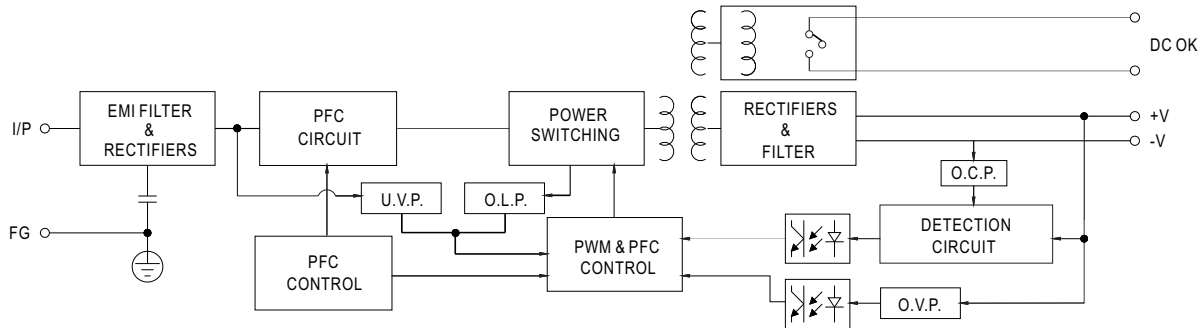 DC OK
EMI FILTER
&
RECTIFIERS
PFC
CIRCUIT
POWER
SWITCHING
RECTIFIERS
&
FILTER
I/P
+V
-V
O.C.P.
U.V.P.
O.L.P.
FG
PFC
CONTROL
PWM & PFC
CONTROL
DETECTION
CIRCUIT
O.V.P.